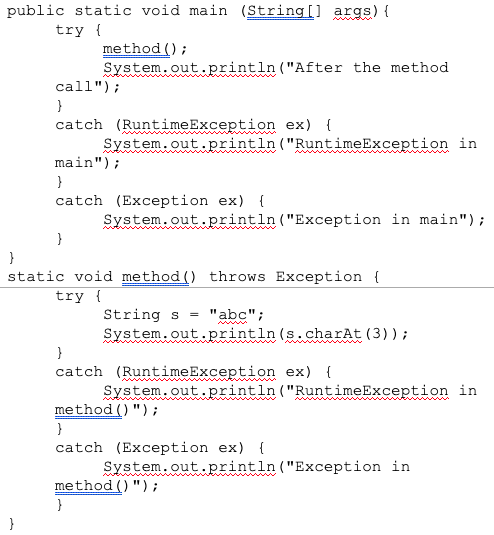 public static void main (String[] args){
try {
method();
System.out.println("After the method
call");
}
catch (RuntimeException ex) {
System.out.println("RuntimeException in
main");
}
catch (Exception ex) {
System.out.println("Exception in main");
}
}
static void method() throws Exception {
try {
String s = "abc";
System.out.println(s.charAt(3));
}
catch (RuntimeException ex) {
System.out.println("RuntimeException in
method()");
}
catch (Exception ex) {
System.out.println("Exception in
method()");
}
}